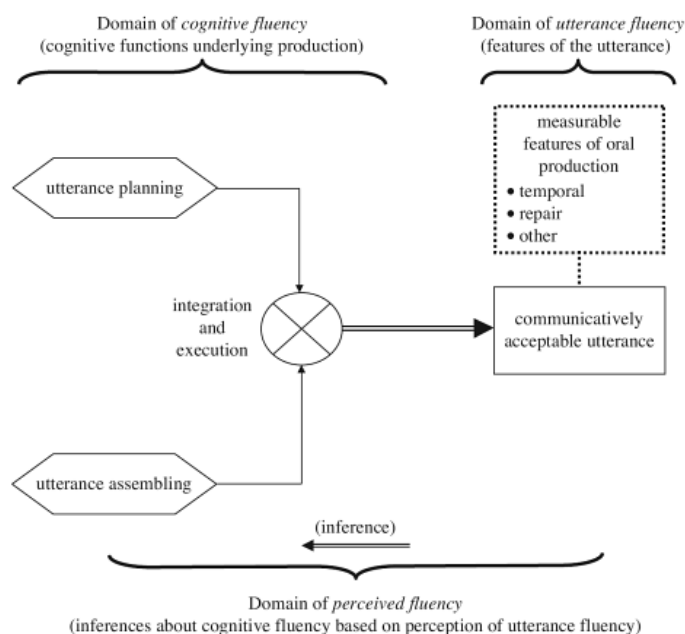 Domain of cognitive fluency
(cognitive functions underlying production)
Domain of utterance fluency
(features of the utterance)
measurable
features of oral
production
• temporal
• repair
• other
utterance planning
integration
and
execution
communicatively
acceptable utterance
utterance assembling
(inference)
Domain of perceived fluency
(inferences about cognitive fluency based on perception of utterance fluency)